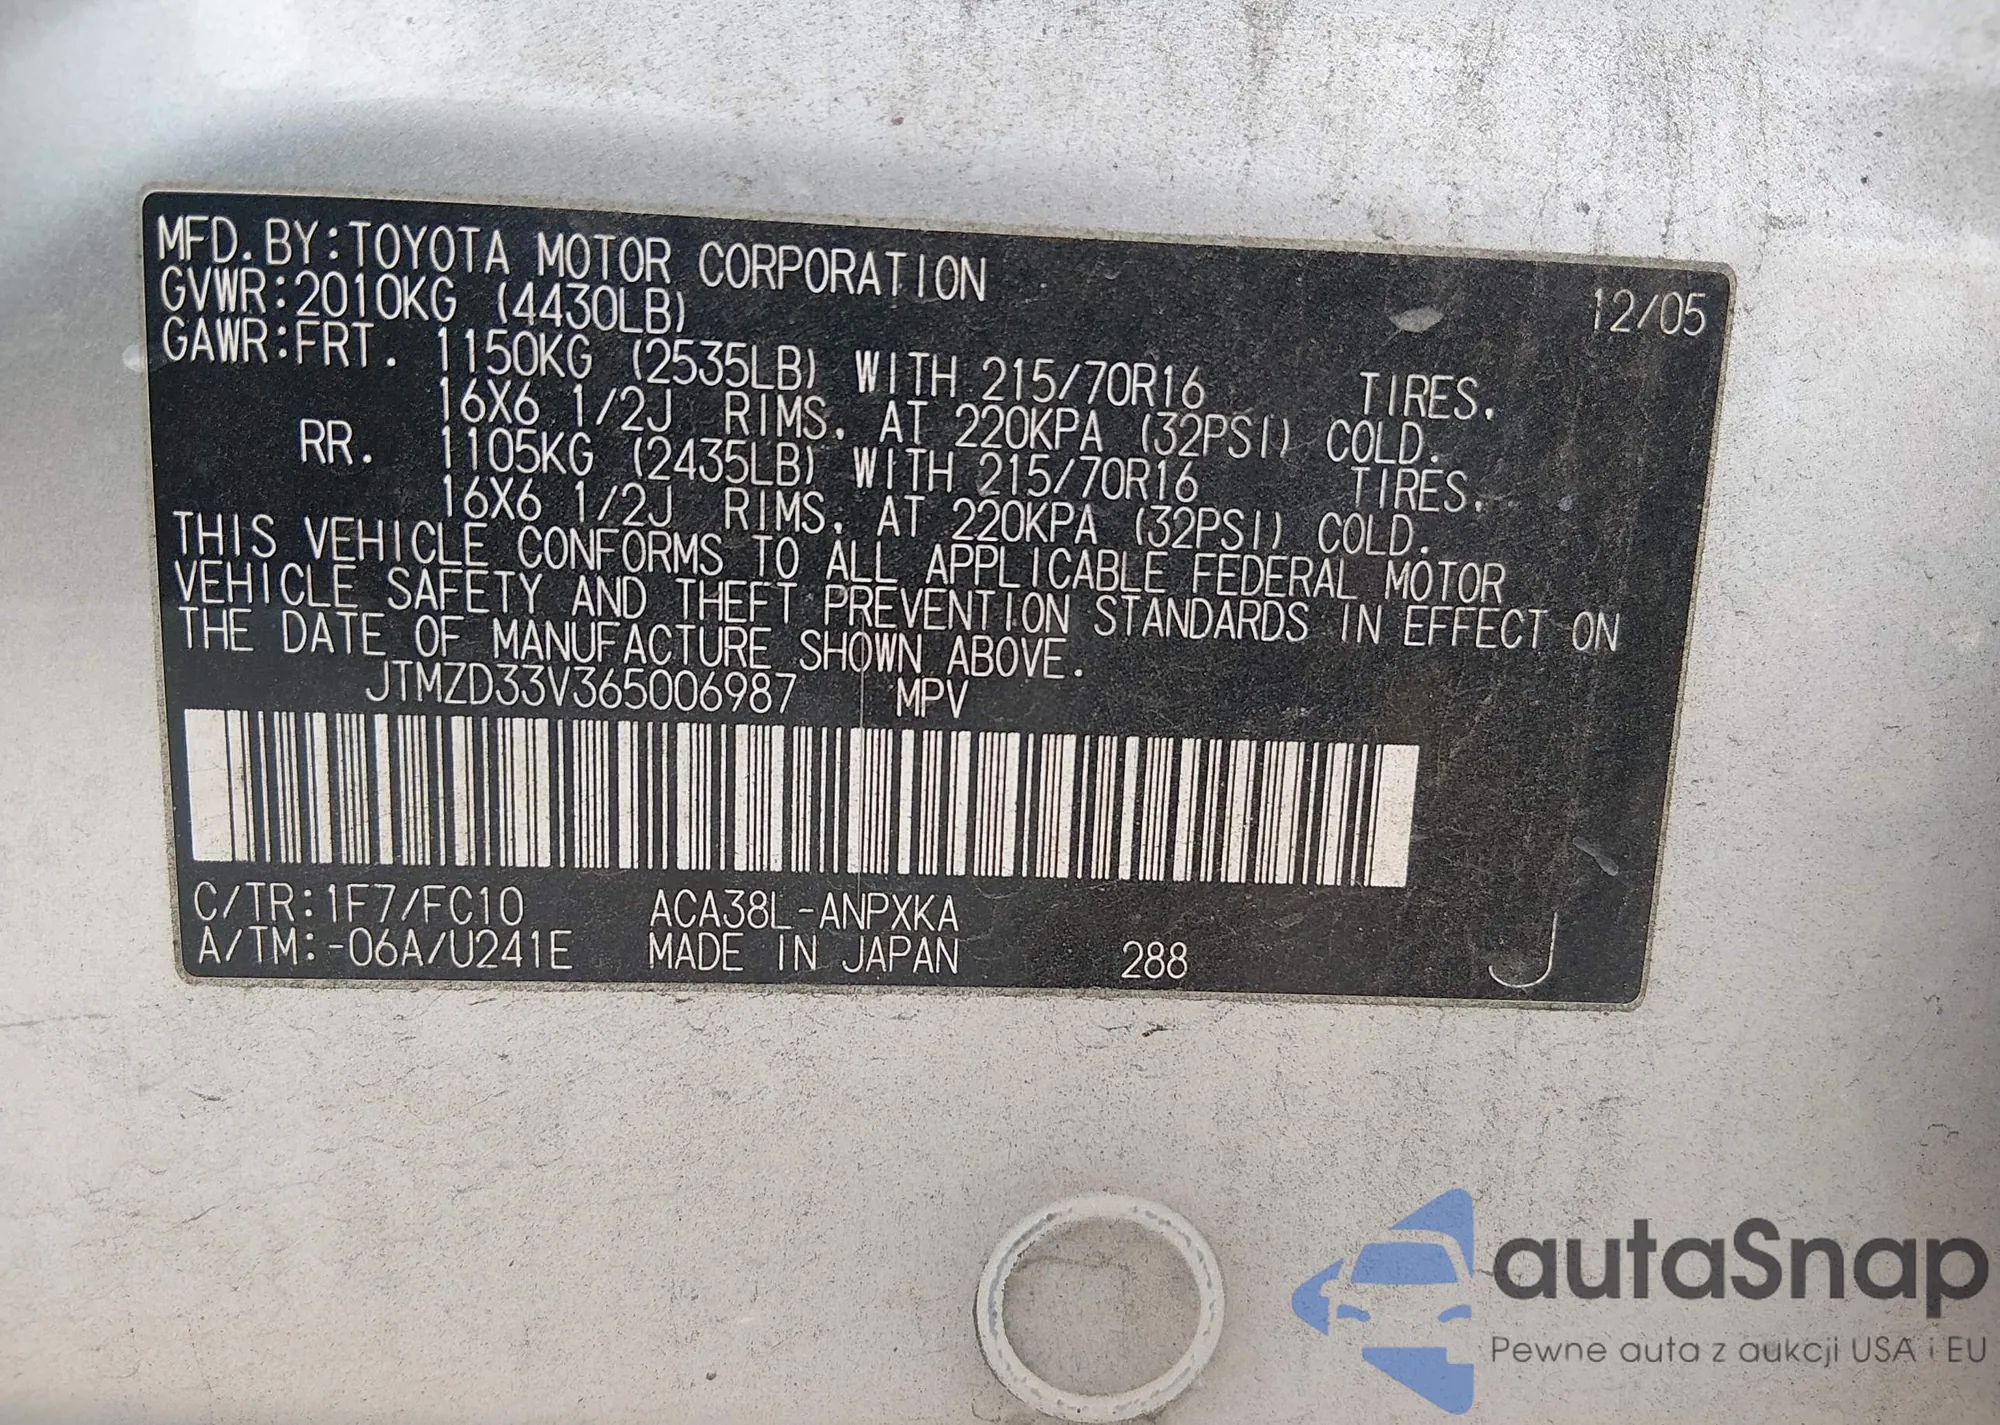 MFD.BY:TOYOTA MOTOR CORPORATION 12/05
GVWR:2010KG (4430LB)
GAWR:FRT. 1150KG (2535LB) WITH 215/70R16 TIRES,
16X6 1/2J RIMS, AT 220KPA (32PSI) COLD.
RR. 1105KG (2435LB) WITH 215/70R16 TIRES,
16X6 1/2J RIMS, AT 220KPA (32PSI) COLD.
THIS VEHICLE CONFORMS TO ALL APPLICABLE FEDERAL MOTOR
VEHICLE SAFETY AND THEFT PREVENTION STANDARDS IN EFFECT ON
THE DATE OF MANUFACTURE SHOWN ABOVE.
JTMZD33V365006987 MPV
C/TR:1F7/FC10 ACA38L-ANPXKA
A/TM:-06A/U241E MADE IN JAPAN 288 J
autaSnap
Pewne auta z aukcji USA i EU